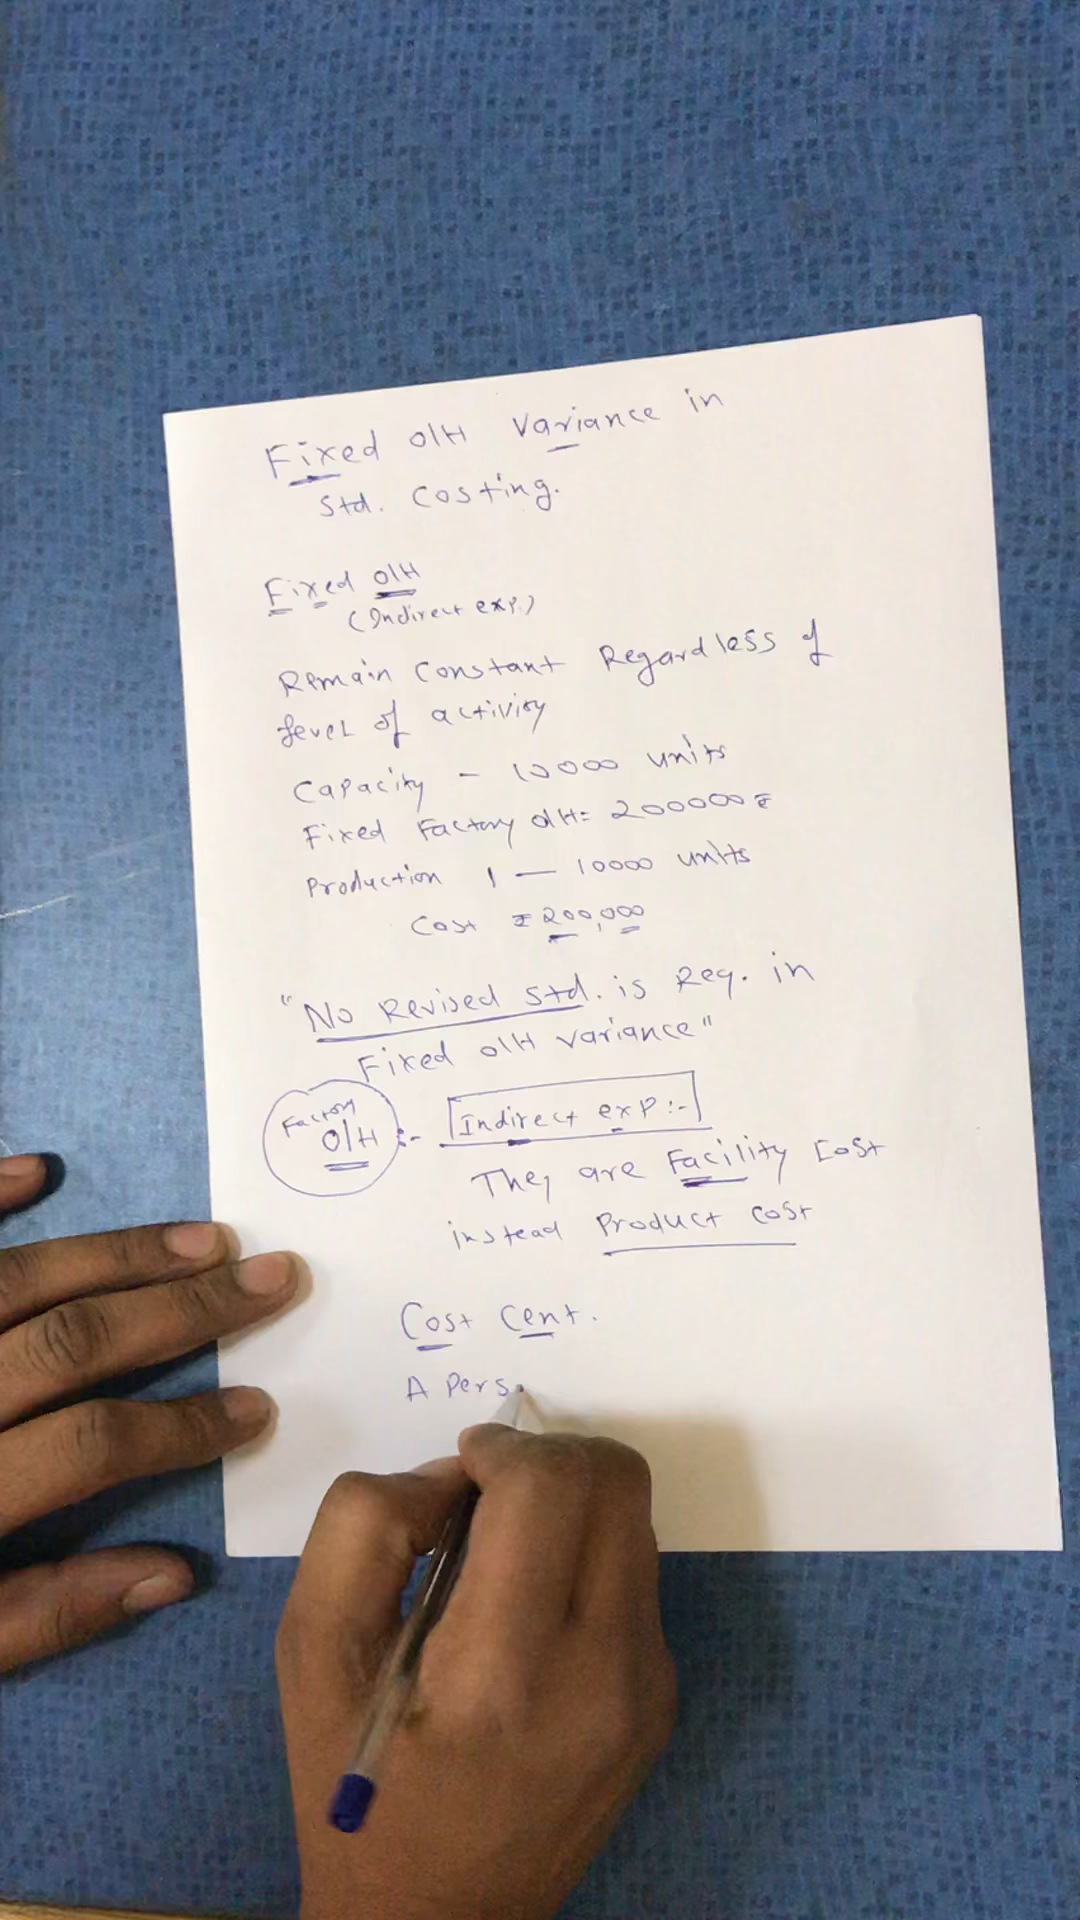 Fixed O/H Variance in
Std. Costing.
Fixed O/H
(Indirect exp.)
Remain Constant Regardless of
level of activity
Capacity - 10000 units
Fixed Factory O/H = 200000 ₹
Production 1 — 10000 units
Cost ₹ 200,000
"No Revised Std. is Req. in
Fixed O/H variance"
Factory
O/H :- Indirect exp :-
They are Facility Cost
instead Product cost
Cost Cent.
A Pers